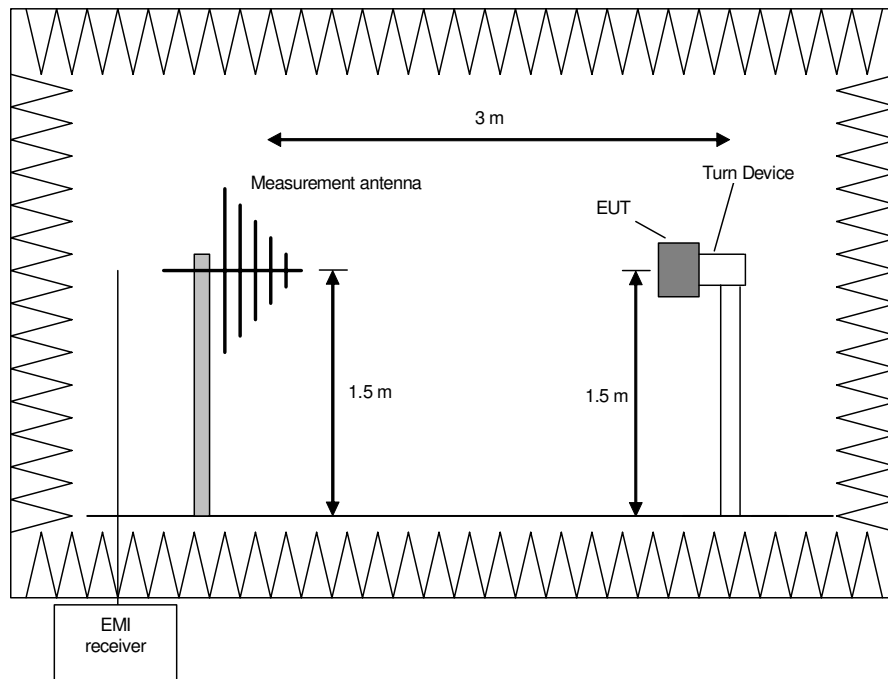 3 m
Measurement antenna
Turn Device
EUT
1.5 m
1.5 m
EMI
receiver